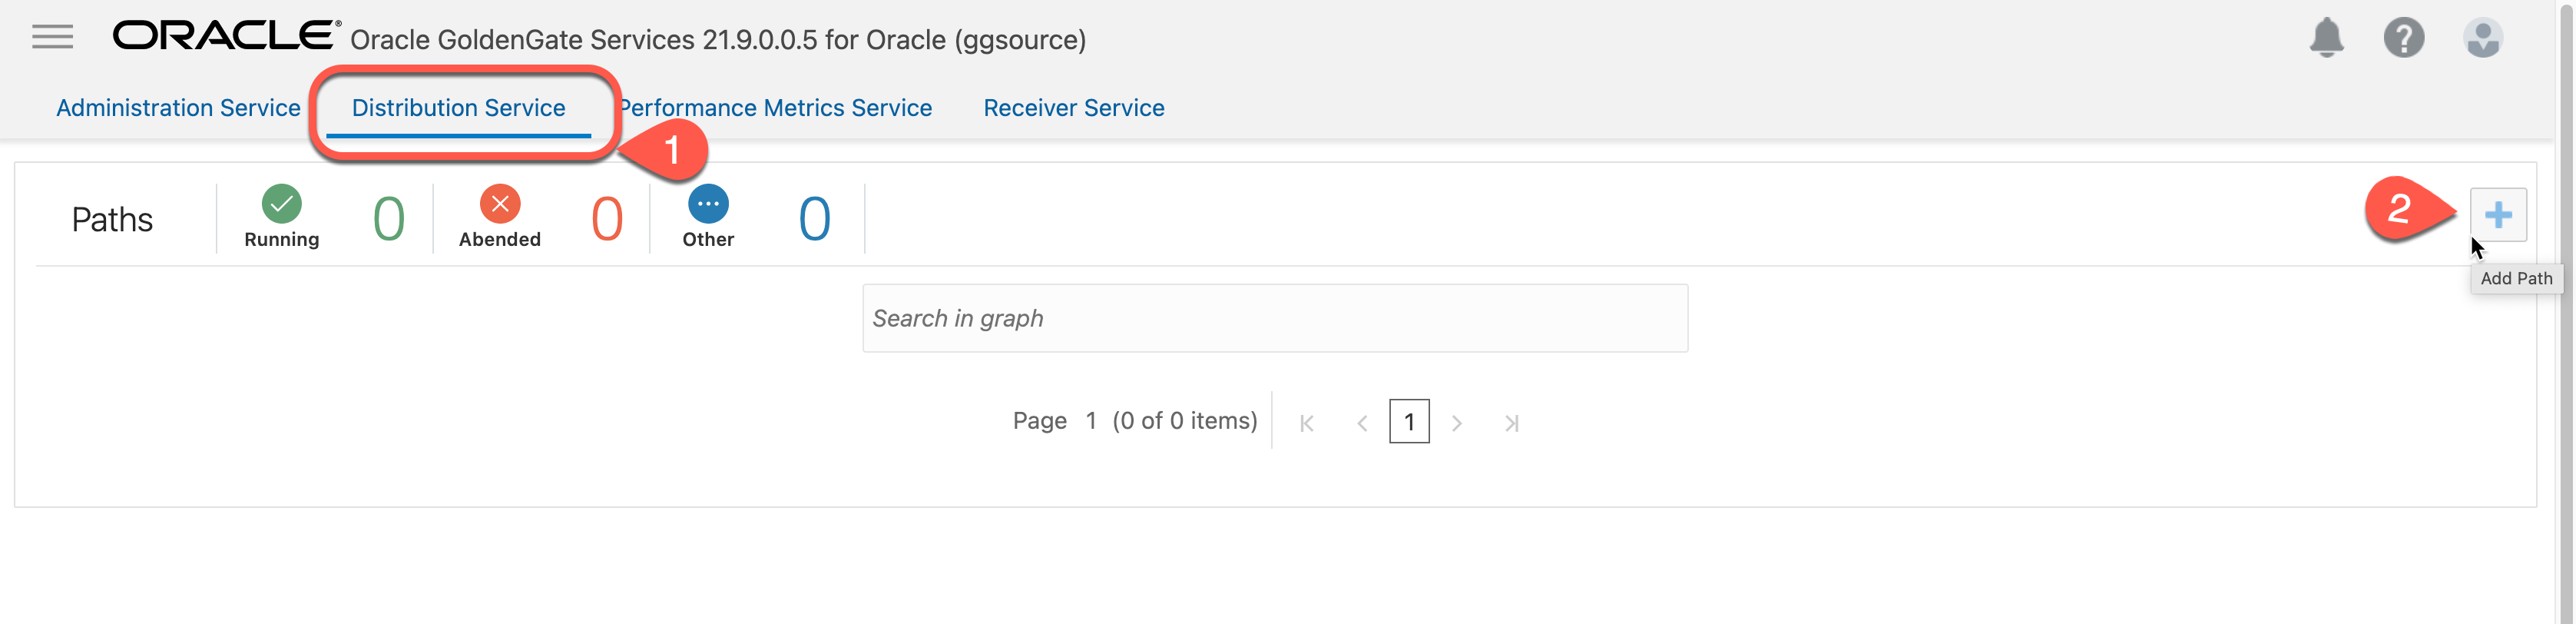 ORACLE® Oracle GoldenGate Services 21.9.0.0.5 for Oracle (ggsource)
Administration Service Distribution Service Performance Metrics Service Receiver Service
1
Paths Running 0 Abended 0 Other 0
2
Add Path
Search in graph
Page 1 (0 of 0 items) 1